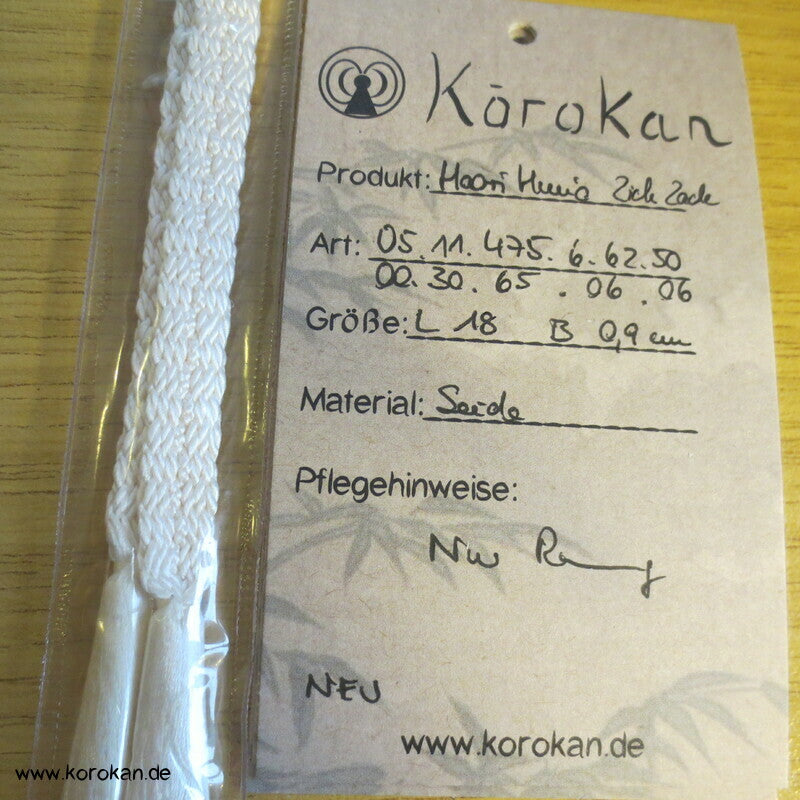 KōroKan
Produkt: Haori Himo Zick Zack
Art: 05.11.475.6.62.50
00.30.65.06.06
Größe: L 18 B 0,9 cm
Material: Seide
Pflegehinweise:
NEU
www.korokan.de
www.korokan.de